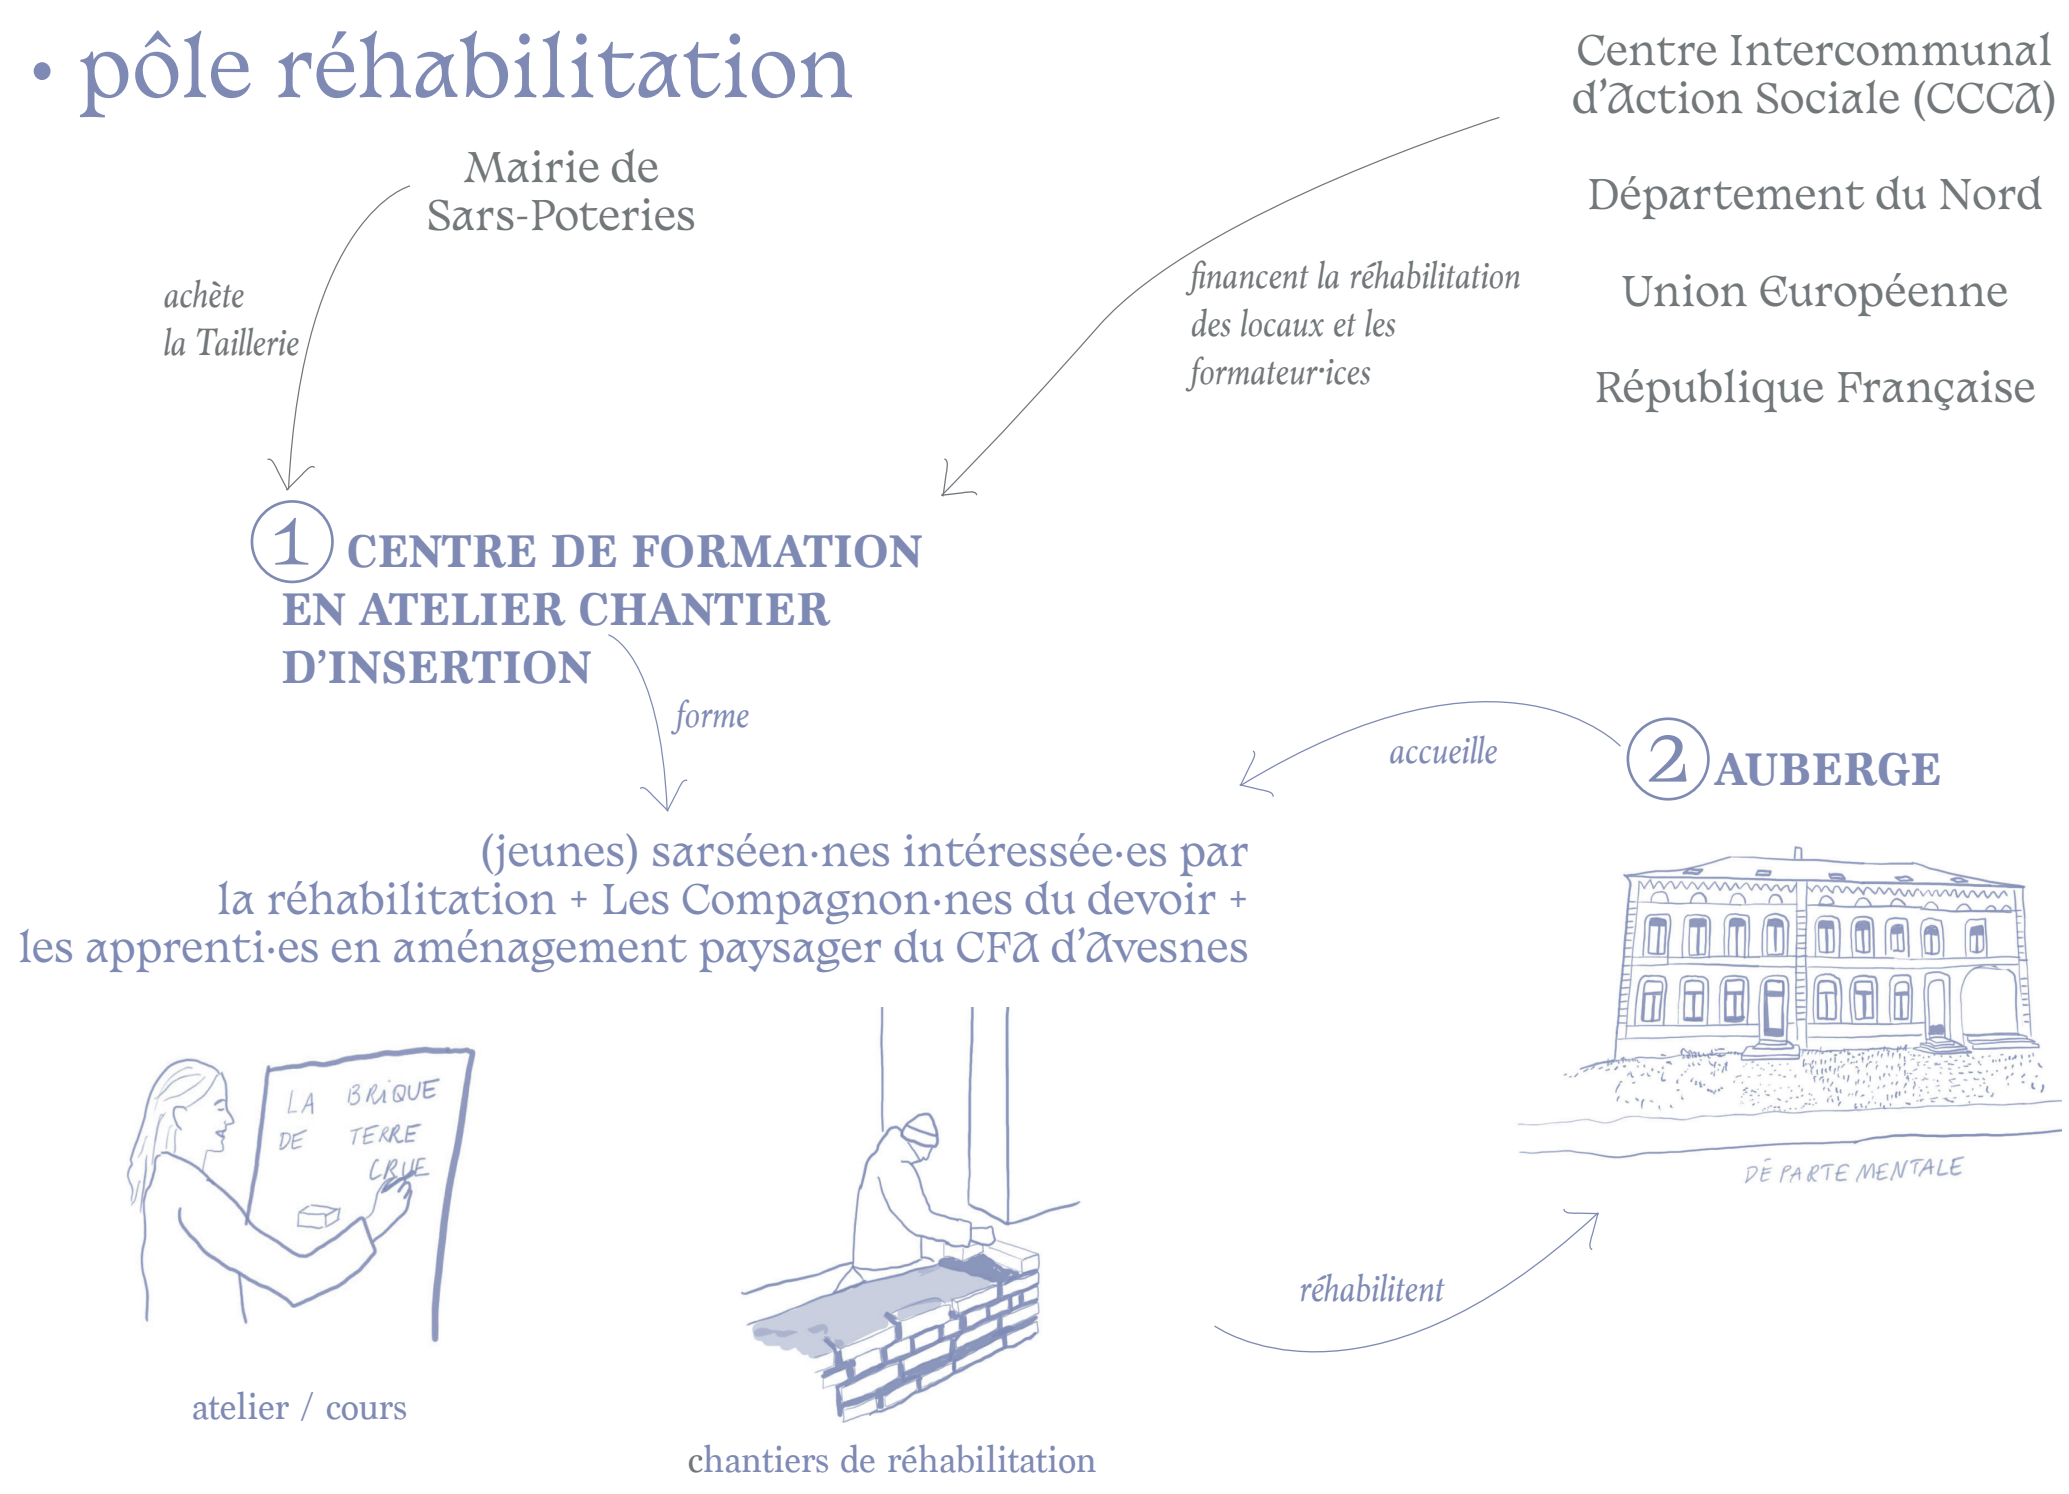 • pôle réhabilitation
Centre Intercommunal
d'Action Sociale (CCCA)
Département du Nord
Union Européenne
République Française
Mairie de
Sars-Poteries
achète
la Taillerie
financent la réhabilitation
des locaux et les
formateur·ices
1 CENTRE DE FORMATION
EN ATELIER CHANTIER
D'INSERTION
forme
accueille
2 AUBERGE
(jeunes) sarséen·nes intéressée·es par
la réhabilitation + Les Compagnon·nes du devoir +
les apprenti·es en aménagement paysager du CFA d'Avesnes
LA BRIQUE
DE TERRE
CRUE
DÉPARTEMENTALE
réhabilitent
atelier / cours
chantiers de réhabilitation